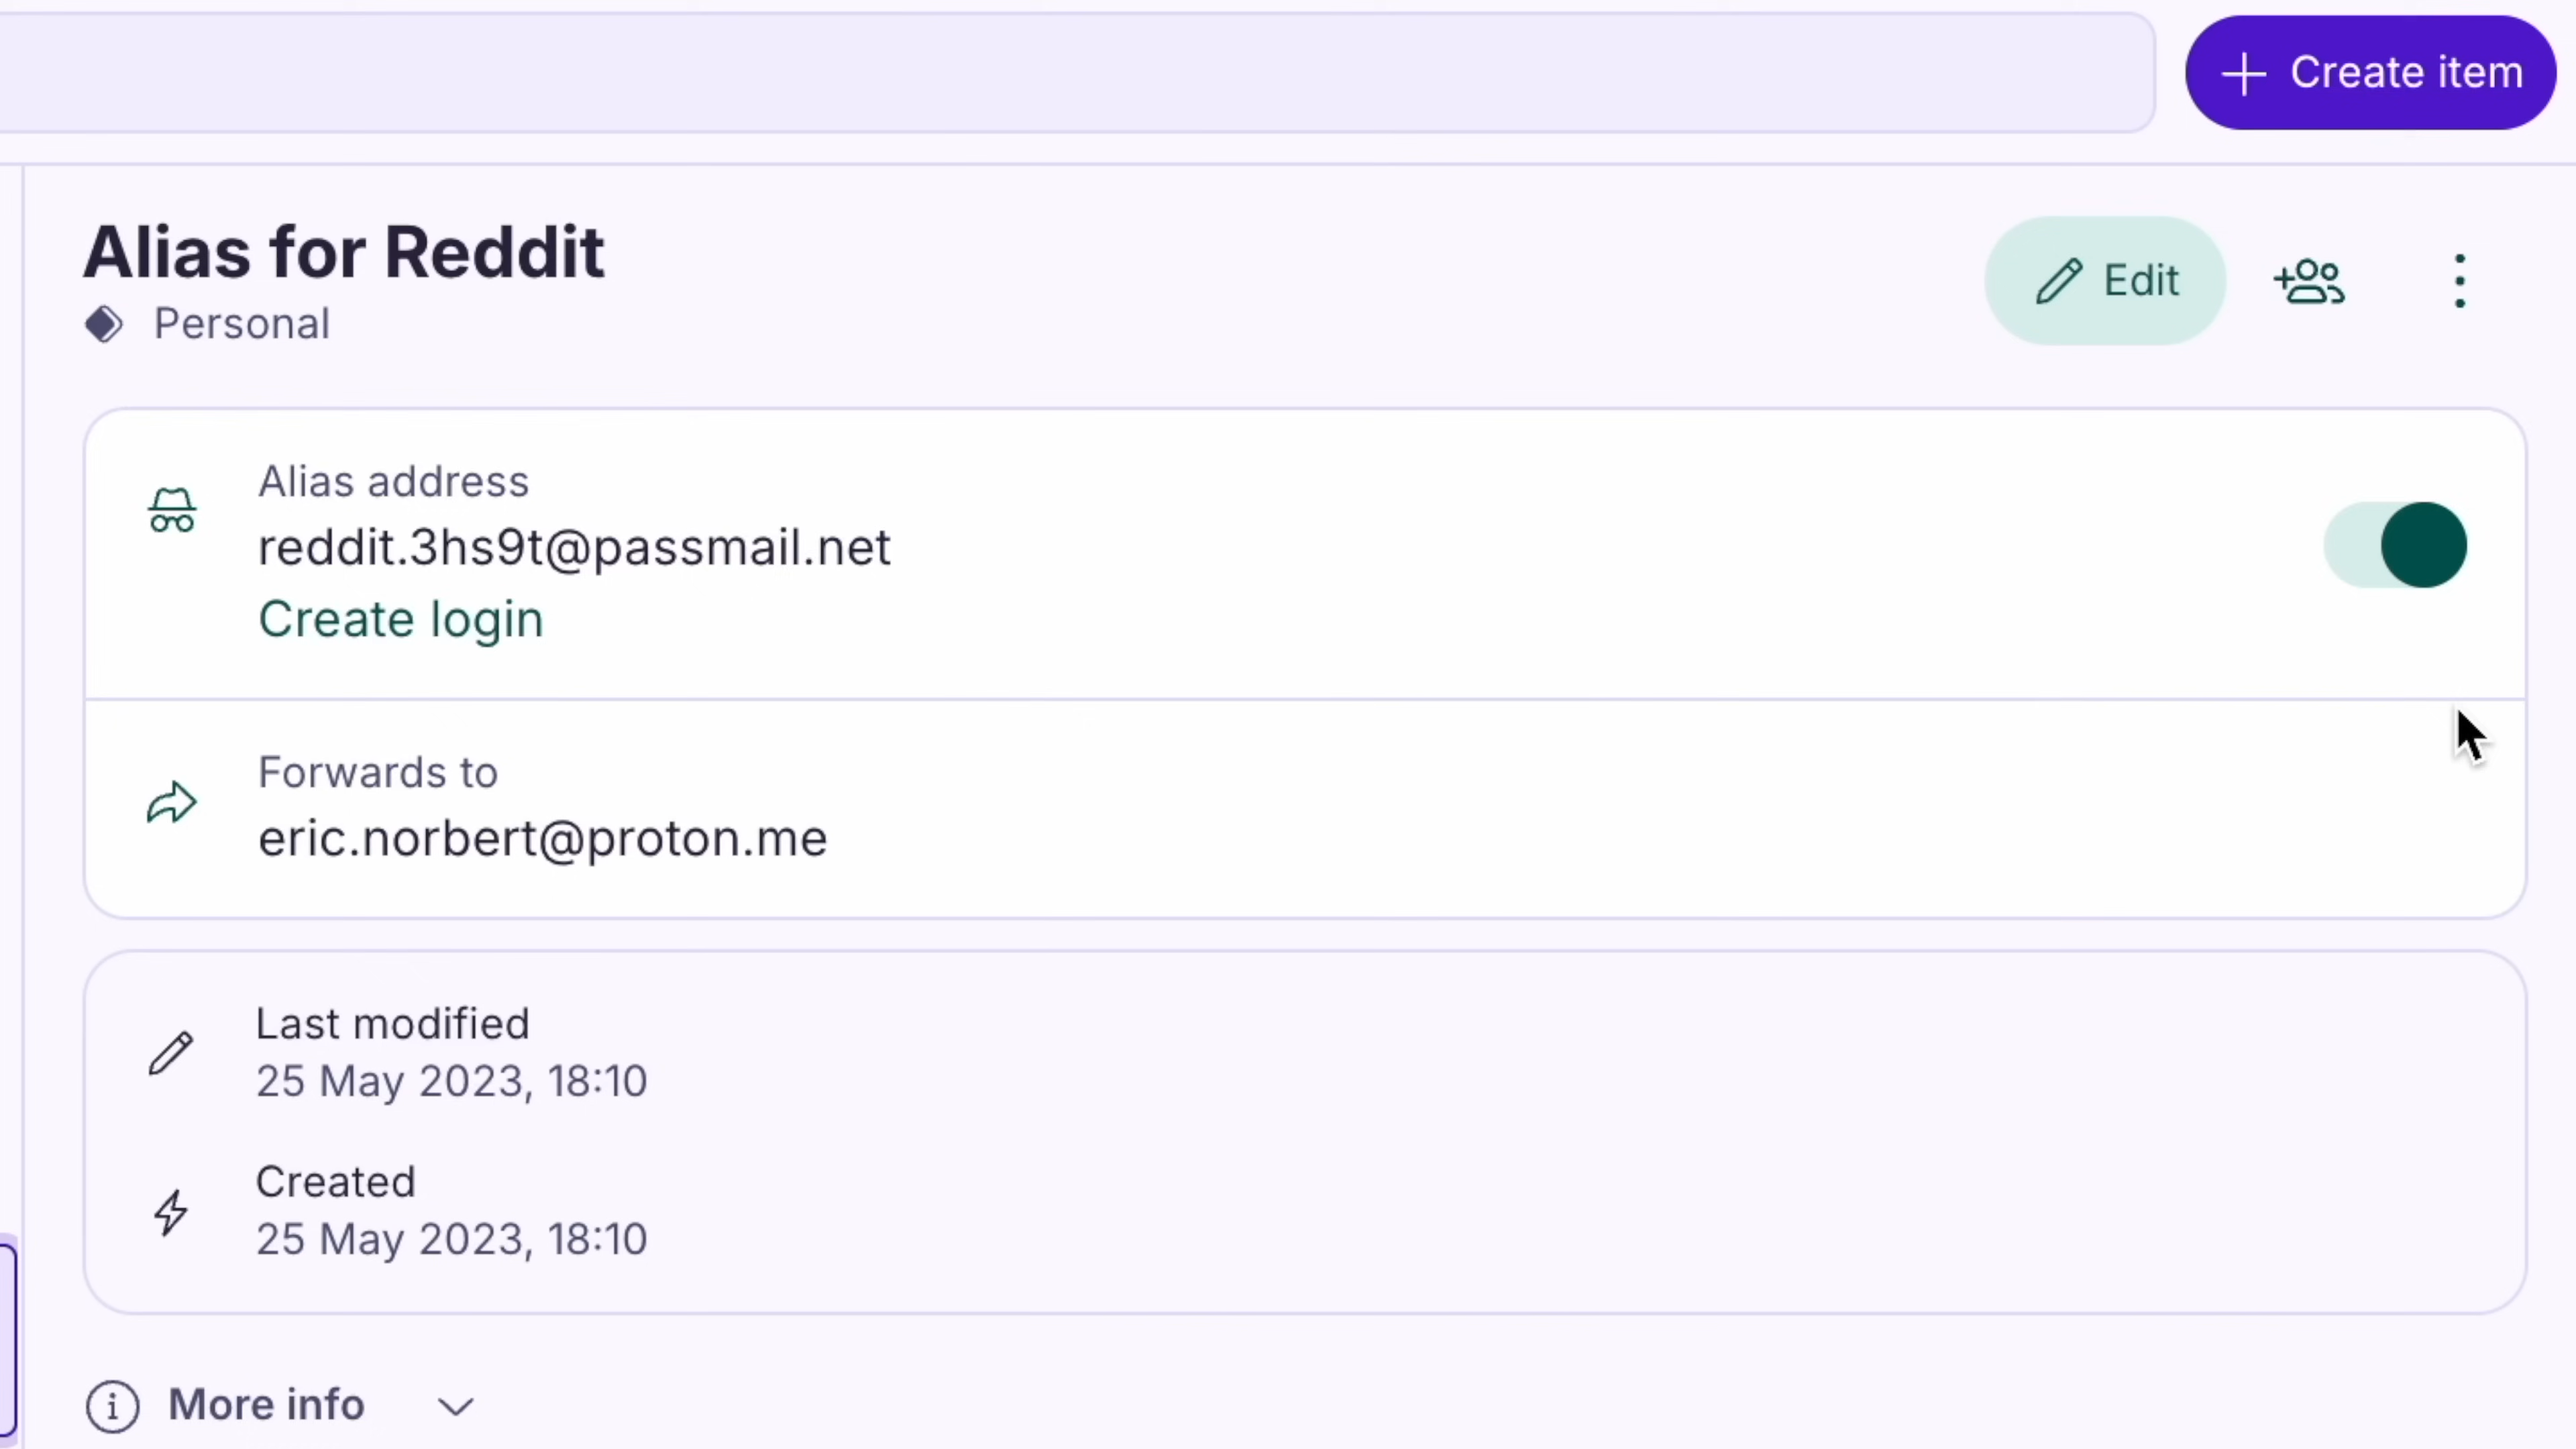 Create item
Alias for Reddit
Personal
Edit
Alias address
reddit.3hs9t@passmail.net
Create login
Forwards to
eric.norbert@proton.me
Last modified
25 May 2023, 18:10
Created
25 May 2023, 18:10
More info